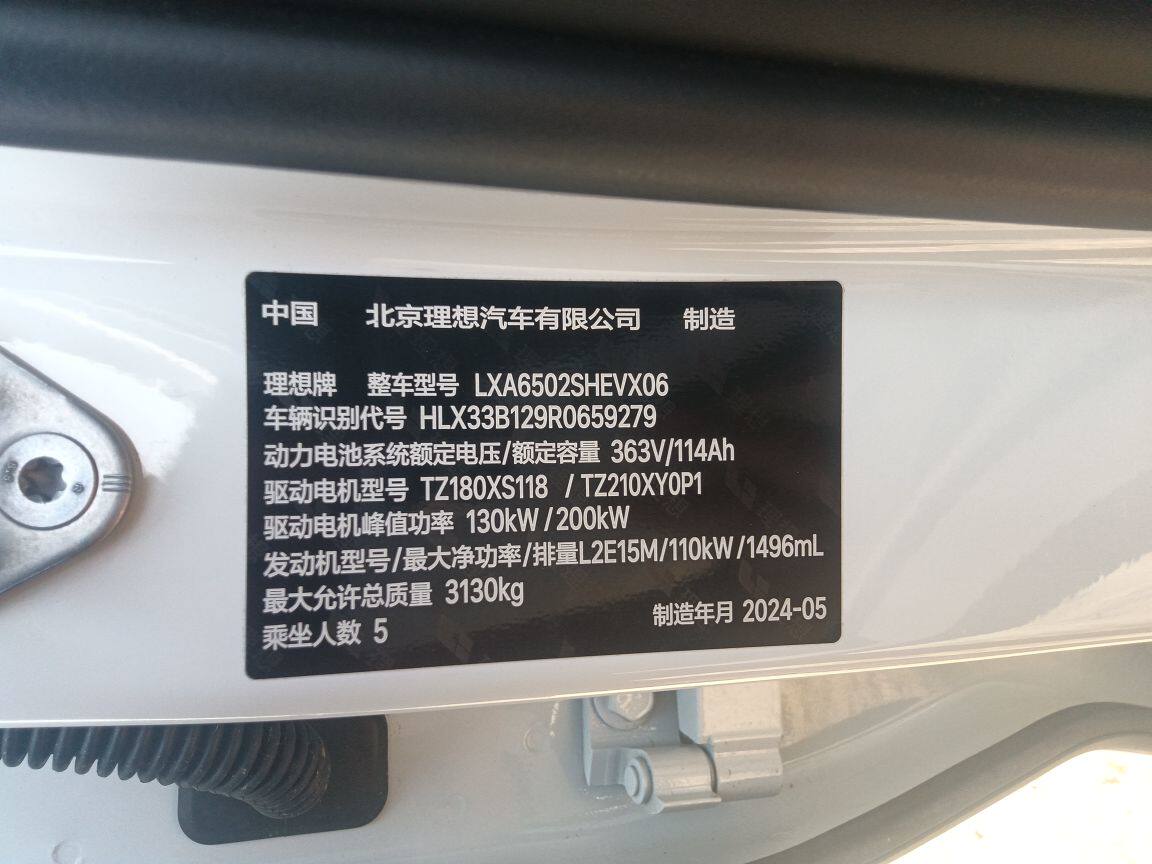 中国 北京理想汽车有限公司 制造
理想牌 整车型号 LXA6502SHEVX06
车辆识别代号 HLX33B129R0659279
动力电池系统额定电压/额定容量 363V/114Ah
驱动电机型号 TZ180XS118 / TZ210XY0P1
驱动电机峰值功率 130kW/200kW
发动机型号/最大净功率/排量L2E15M/110kW/1496mL
最大允许总质量 3130kg
乘坐人数 5 制造年月 2024-05